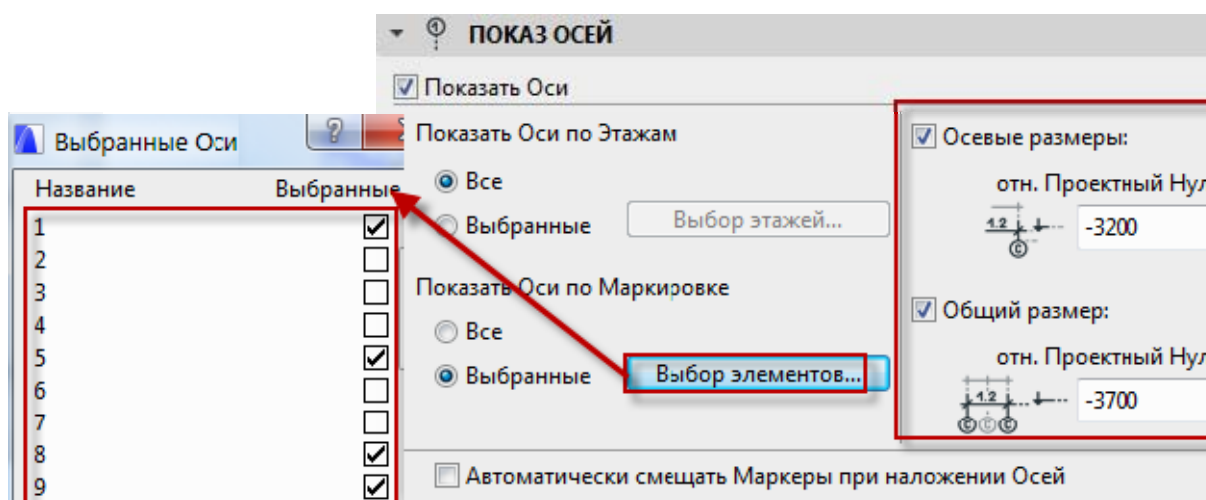 ПОКАЗ ОСЕЙ
Показать Оси
Показать Оси по Этажам
Все
Выбранные
Выбор этажей...
Показать Оси по Маркировке
Все
Выбранные
Выбор элементов...
Осевые размеры:
отн. Проектный
-3200
Общий размер:
отн. Проектный
-3700
Автоматически смещать Маркеры при наложении Осей
Выбранные Оси
Название Выбранные
1
2
3
4
5
6
7
8
9